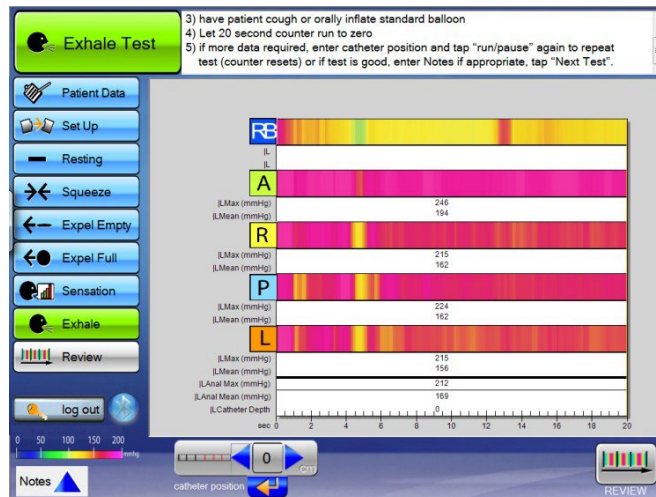 Exhale Test
3) have patient cough or orally inflate standard balloon
4) Let 20 second counter run to zero
5) if more data required, enter catheter position and tap “run/pause” again to repeat
test (counter resets) or if test is good, enter Notes if appropriate, tap “Next Test”.
Patient Data
Set Up
Resting
Squeeze
Expel Empty
Expel Full
Sensation
Exhale
Review
log out
0 50 100 150 200 mmHg
Notes
RB
|L
|L
A
|LMax (mmHg) 246
|LMean (mmHg) 194
R
|LMax (mmHg) 215
|LMean (mmHg) 162
P
|LMax (mmHg) 224
|LMean (mmHg) 162
L
|LMax (mmHg) 215
|LMean (mmHg) 156
|LAnal Max (mmHg) 212
|LAnal Mean (mmHg) 169
|LCatheter Depth 0
sec 0 2 4 6 8 10 12 14 16 18 20
0 cm
catheter position
REVIEW